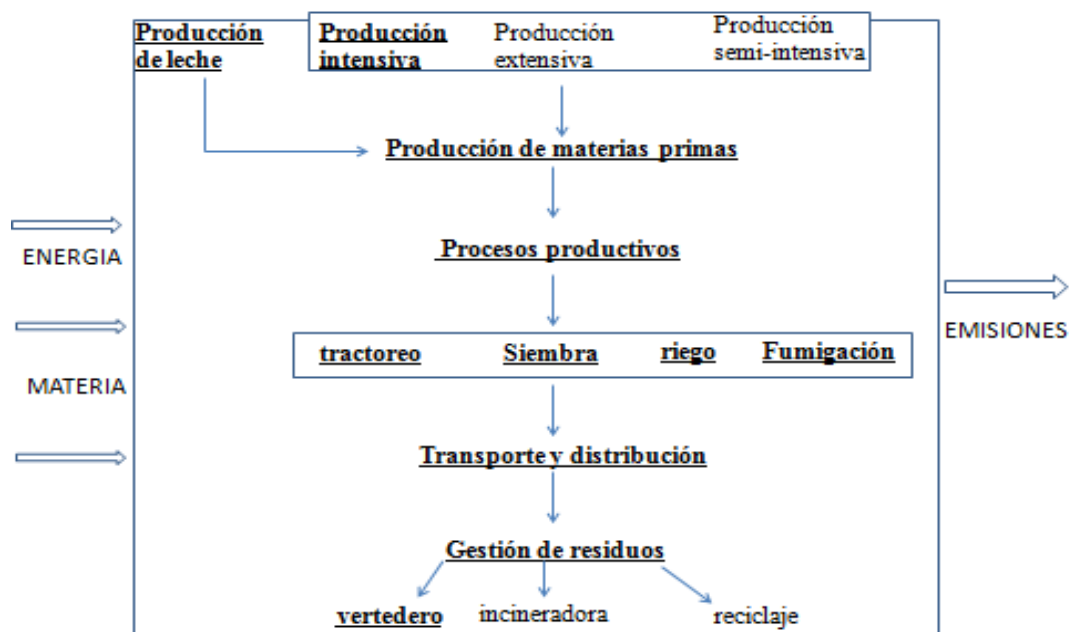 Producción
de leche
Producción
intensiva
Producción
extensiva
Producción
semi-intensiva
Producción de materias primas
ENERGIA
Procesos productivos
EMISIONES
tractoreo Siembra riego Fumigación
MATERIA
Transporte y distribución
Gestión de residuos
vertedero incineradora reciclaje